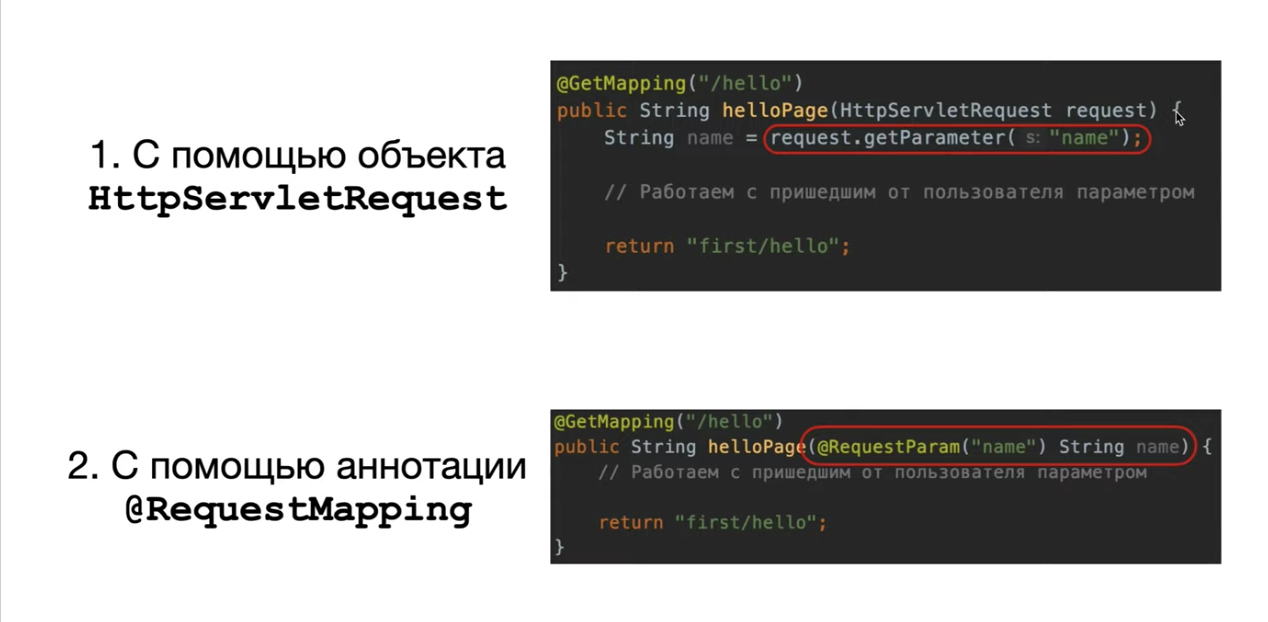 1. С помощью объекта
HttpServletRequest
@GetMapping("/hello")
public String helloPage(HttpServletRequest request) {
String name = request.getParameter( s: "name");
// Работаем с пришедшим от пользователя параметром
return "first/hello";
}
2. С помощью аннотации
@RequestMapping
@GetMapping("/hello")
public String helloPage(@RequestParam("name") String name) {
// Работаем с пришедшим от пользователя параметром
return "first/hello";
}